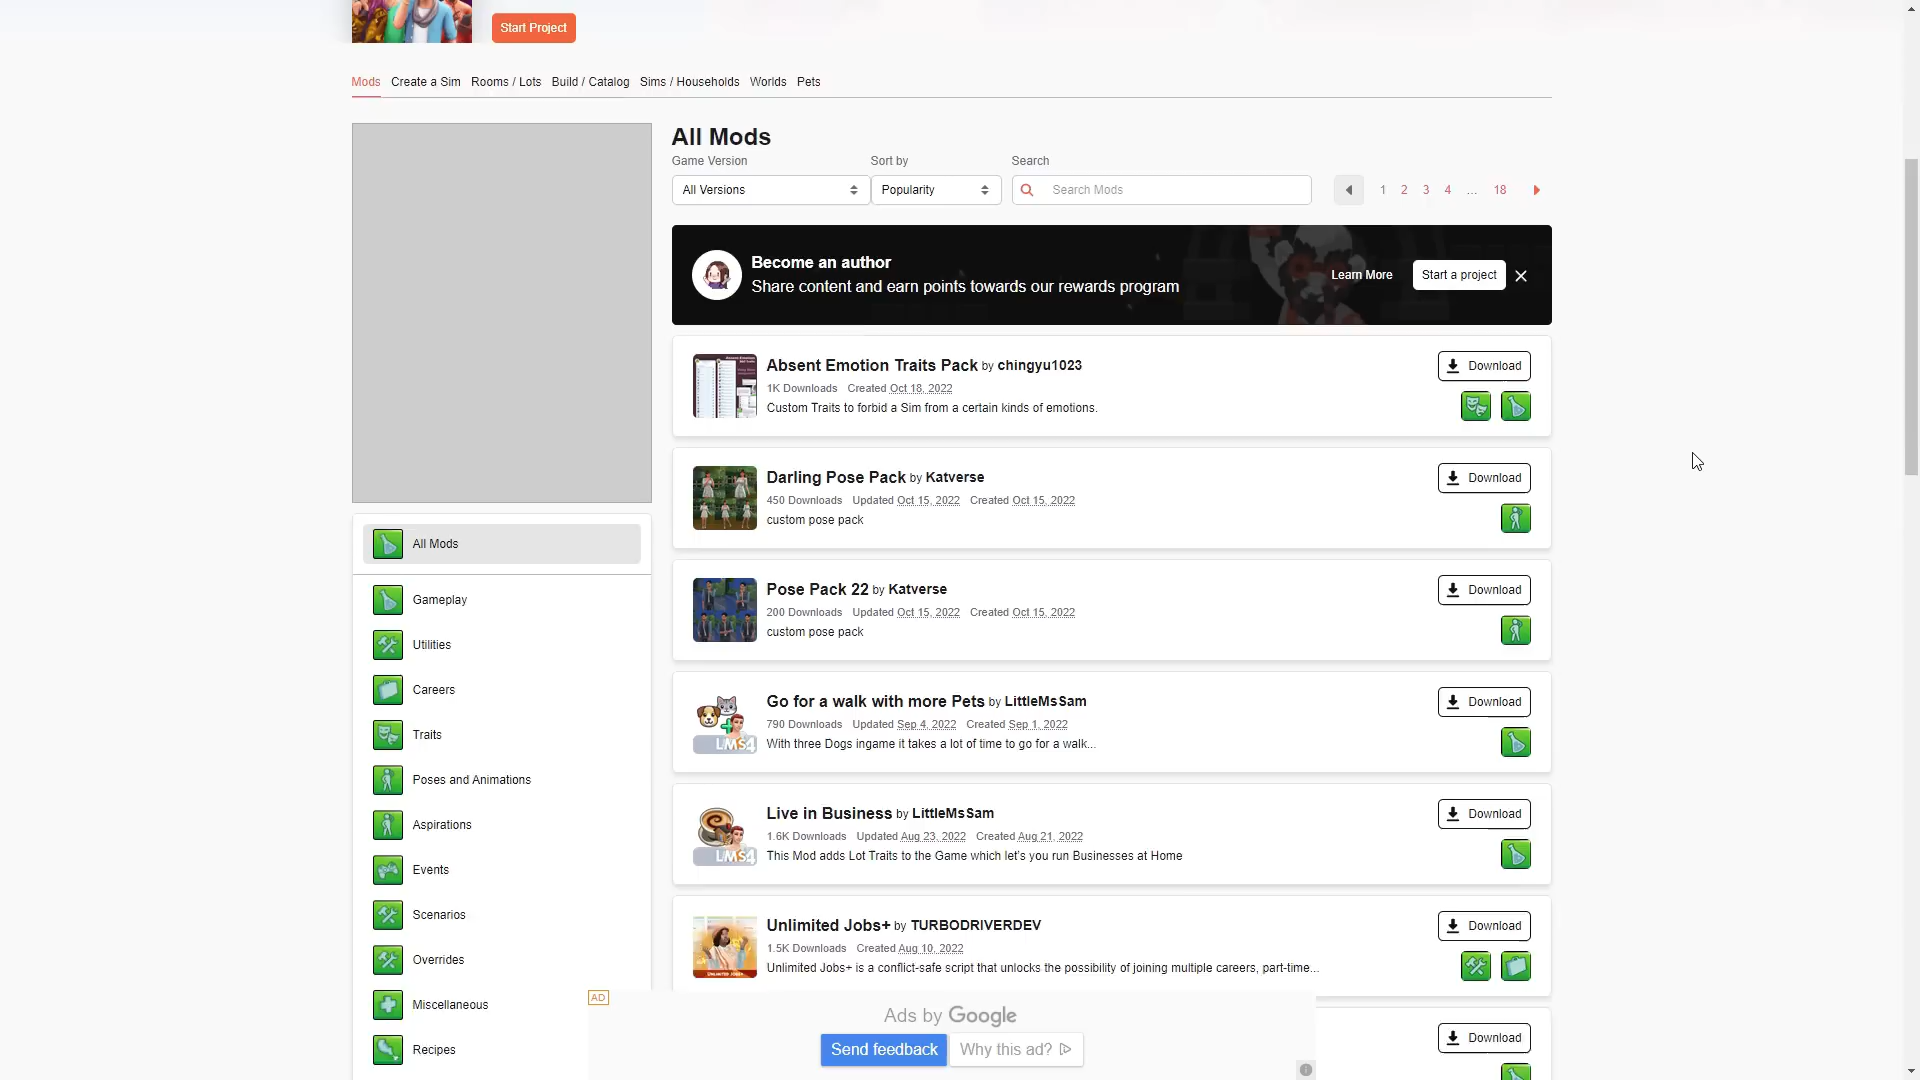 Start Project
Mods Create a Sim Rooms / Lots Build / Catalog Sims / Households Worlds Pets
All Mods
Game Version Sort by Search
All Versions Popularity Search Mods 1 2 3 4 ... 18
Become an author
Share content and earn points towards our rewards program
Learn More Start a project
Absent Emotion Traits Pack by chingyu1023
1K Downloads Created Oct 18, 2022
Custom Traits to forbid a Sim from a certain kinds of emotions.
Download
Darling Pose Pack by Katverse
450 Downloads Updated Oct 15, 2022 Created Oct 15, 2022
custom pose pack
Download
Pose Pack 22 by Katverse
200 Downloads Updated Oct 15, 2022 Created Oct 15, 2022
custom pose pack
Download
Go for a walk with more Pets by LittleMsSam
790 Downloads Updated Sep 4, 2022 Created Sep 1, 2022
With three Dogs ingame it takes a lot of time to go for a walk...
LMS4
Download
Live in Business by LittleMsSam
1.6K Downloads Updated Aug 23, 2022 Created Aug 21, 2022
This Mod adds Lot Traits to the Game which let's you run Businesses at Home
LMS4
Download
Unlimited Jobs+ by TURBODRIVERDEV
1.5K Downloads Created Aug 10, 2022
Unlimited Jobs+ is a conflict-safe script that unlocks the possibility of joining multiple careers, part-time...
UNLIMITED JOBS+
Download
Download
All Mods
Gameplay
Utilities
Careers
Traits
Poses and Animations
Aspirations
Events
Scenarios
Overrides
Miscellaneous
Recipes
AD
Ads by Google
Send feedback Why this ad?